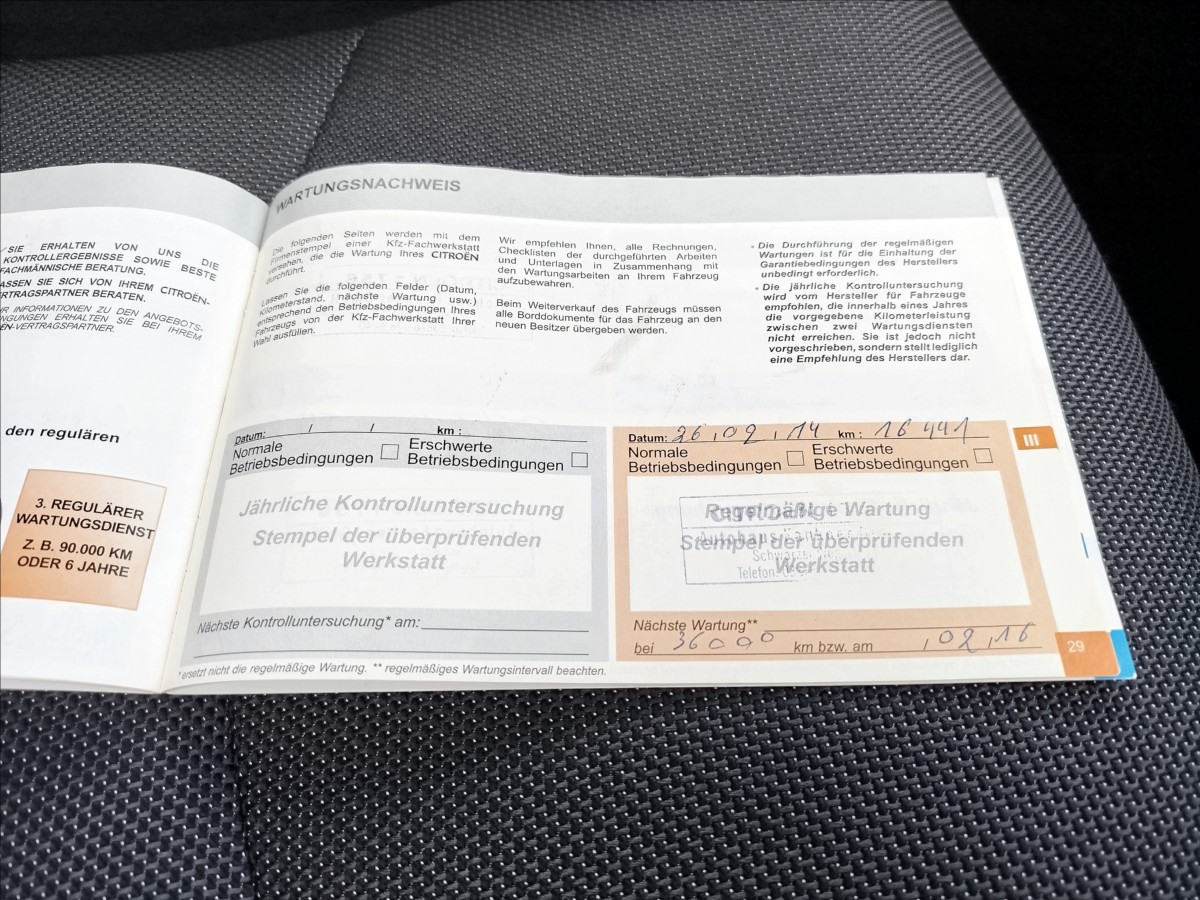 SIE ERHALTEN VON UNS DIE
KONTROLLERGEBNISSE SOWIE BESTE
FACHMÄNNISCHE BERATUNG.
ASSEN SIE SICH VON IHREM CITROËN-
RTRAGSPARTNER BERATEN.
R INFORMATIONEN ZU DEN ANGEBOTS-
NGUNGEN ERHALTEN SIE BEI IHREM
EN-VERTRAGSPARTNER.
den regulären
3. REGULÄRER
WARTUNGSDIENST
Z. B. 90.000 KM
ODER 6 JAHRE
WARTUNGSNACHWEIS
Die folgenden Seiten werden mit dem
Firmenstempel einer Kfz-Fachwerkstatt
versehen, die die Wartung Ihres CITROËN
durchführt.
Lassen Sie die folgenden Felder (Datum,
Kilometerstand, nächste Wartung usw.)
entsprechend den Betriebsbedingungen Ihres
Fahrzeugs von der Kfz-Fachwerkstatt Ihrer
Wahl ausfüllen.
Wir empfehlen Ihnen, alle Rechnungen,
Checklisten der durchgeführten Arbeiten
und Unterlagen in Zusammenhang mit
den Wartungsarbeiten an Ihrem Fahrzeug
aufzubewahren.
Beim Weiterverkauf des Fahrzeugs müssen
alle Borddokumente für das Fahrzeug an den
neuen Besitzer übergeben werden.
• Die Durchführung der regelmäßigen
Wartungen ist für die Einhaltung der
Garantiebedingungen des Herstellers
unbedingt erforderlich.
• Die jährliche Kontrolluntersuchung
wird vom Hersteller für Fahrzeuge
empfohlen, die innerhalb eines Jahres
die vorgegebene Kilometerleistung
zwischen zwei Wartungsdiensten
nicht erreichen. Sie ist jedoch nicht
vorgeschrieben, sondern stellt lediglich
eine Empfehlung des Herstellers dar.
Datum: / / km :
Normale Betriebsbedingungen
Erschwerte Betriebsbedingungen
Jährliche Kontrolluntersuchung
Stempel der überprüfenden
Werkstatt
Nächste Kontrolluntersuchung* am:
Datum: 26,02,14 km : 16441
Normale Betriebsbedingungen
Erschwerte Betriebsbedingungen
Regelmäßige Wartung
Stempel der überprüfenden
Werkstatt
Autohaus
Telefon:
Nächste Wartung**
bei 36000 km bzw. am ,02,16
*ersetzt nicht die regelmäßige Wartung. ** regelmäßiges Wartungsintervall beachten.
III
29